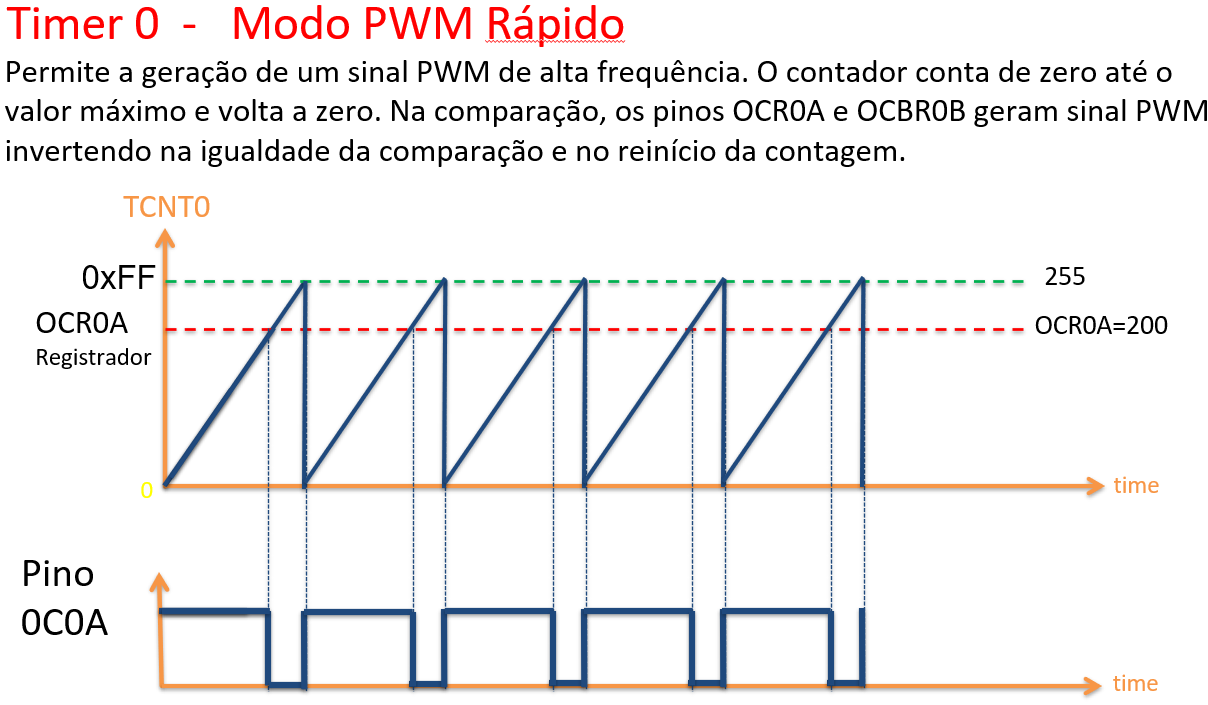 Timer 0 - Modo PWM Rápido
Permite a geração de um sinal PWM de alta frequência. O contador conta de zero até o
valor máximo e volta a zero. Na comparação, os pinos OCR0A e OCBR0B geram sinal PWM
invertendo na igualdade da comparação e no reinício da contagem.
TCNT0
0xFF
255
OCR0A
OCR0A=200
Registrador
0
time
Pino
0C0A
time